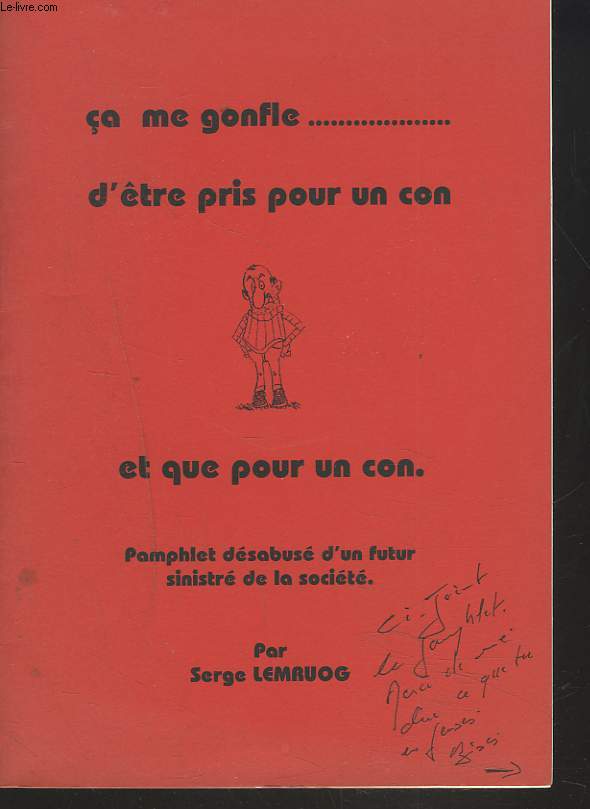 Le-livre.com
ça me gonfle ...................
d'être pris pour un con
et que pour un con.
Pamphlet désabusé d'un futur
sinistré de la société.
Par
Serge LEMRUOG
Ci-Joint
le pamphlet.
Merci de me
dire ce que tu
en penses
Bises
→